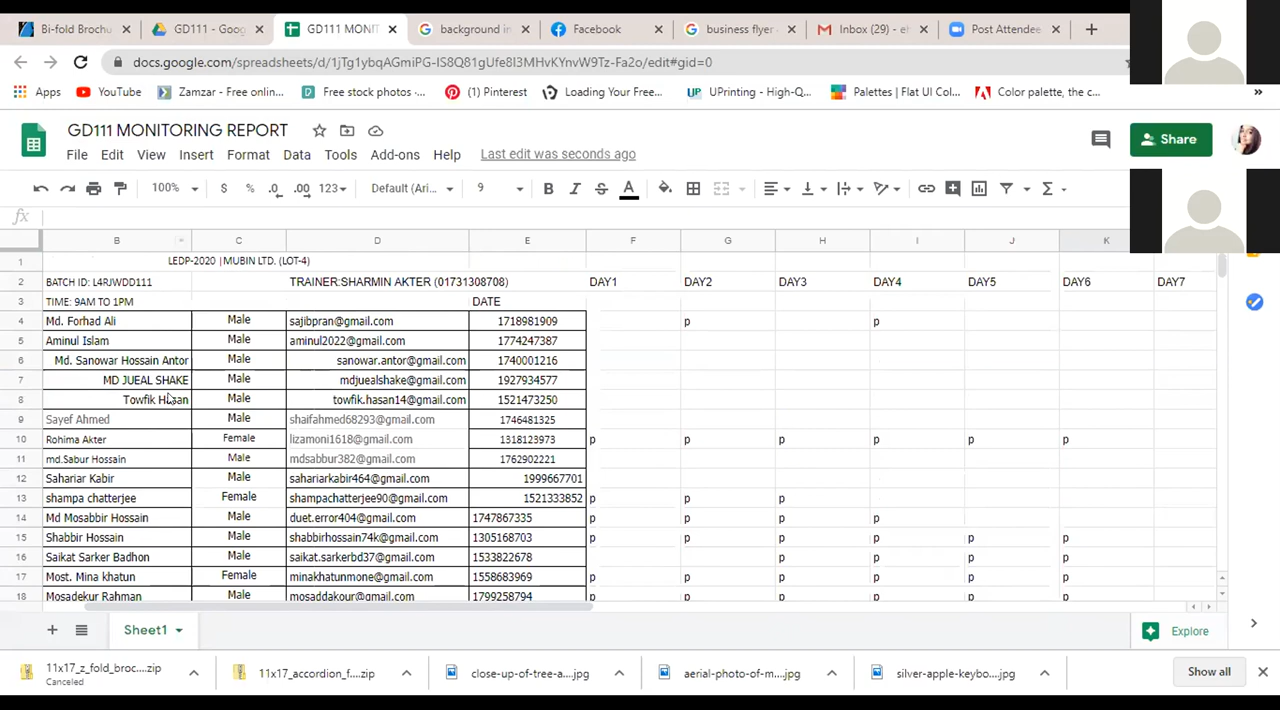 Bi-fold Brochu
GD111 - Goog
GD111 MONIT
background in
Facebook
business flyer
Inbox (29) - e
Post Attendee
docs.google.com/spreadsheets/d/1jTg1ybqAGmiPG-IS8Q81gUfe8I3MHvKYnvW9Tz-Fa2o/edit#gid=0
Apps
YouTube
Zamzar - Free onlin...
Free stock photos -...
(1) Pinterest
Loading Your Free...
UPrinting - High-Q...
Palettes | Flat UI Col...
Color palette, the c...
»
GD111 MONITORING REPORT
Share
File Edit View Insert Format Data Tools Add-ons Help Last edit was seconds ago
100% $ % .0 .00 123 Default (Ari... 9 B I S A Σ
fx
B C D E F G H I J K
1 LEDP-2020 |MUBIN LTD. (LOT-4)
2 BATCH ID: L4RJWDD111 TRAINER:SHARMIN AKTER (01731308708) DAY1 DAY2 DAY3 DAY4 DAY5 DAY6 DAY7
3 TIME: 9AM TO 1PM DATE
4 Md. Forhad Ali Male sajibpran@gmail.com 1718981909 p p
5 Aminul Islam Male aminul2022@gmail.com 1774247387
6 Md. Sanowar Hossain Antor Male sanowar.antor@gmail.com 1740001216
7 MD JUEAL SHAKE Male mdjuealshake@gmail.com 1927934577
8 Towfik Hasan Male towfik.hasan14@gmail.com 1521473250
9 Sayef Ahmed Male shaifahmed68293@gmail.com 1746481325
10 Rohima Akter Female lizamoni1618@gmail.com 1318123973 p p p p p p
11 md.Sabur Hossain Male mdsabbur382@gmail.com 1762902221
12 Sahariar Kabir Male sahariarkabir464@gmail.com 1999667701
13 shampa chatterjee Female shampachatterjee90@gmail.com 1521333852 p p p
14 Md Mosabbir Hossain Male duet.error404@gmail.com 1747867335 p p p p
15 Shabbir Hossain Male shabbirhossain74k@gmail.com 1305168703 p p p p p p
16 Saikat Sarker Badhon Male saikat.sarkerbd37@gmail.com 1533822678 p p p p
17 Most. Mina khatun Female minakhatunmone@gmail.com 1558683969 p p p p p p
18 Mosadekur Rahman Male mosaddakour@gmail.com 1799258794 p p p p p p
Sheet1
Explore
11x17_z_fold_broc....zip
Canceled
11x17_accordion_f....zip
close-up-of-tree-a....jpg
aerial-photo-of-m....jpg
silver-apple-keybo....jpg
Show all